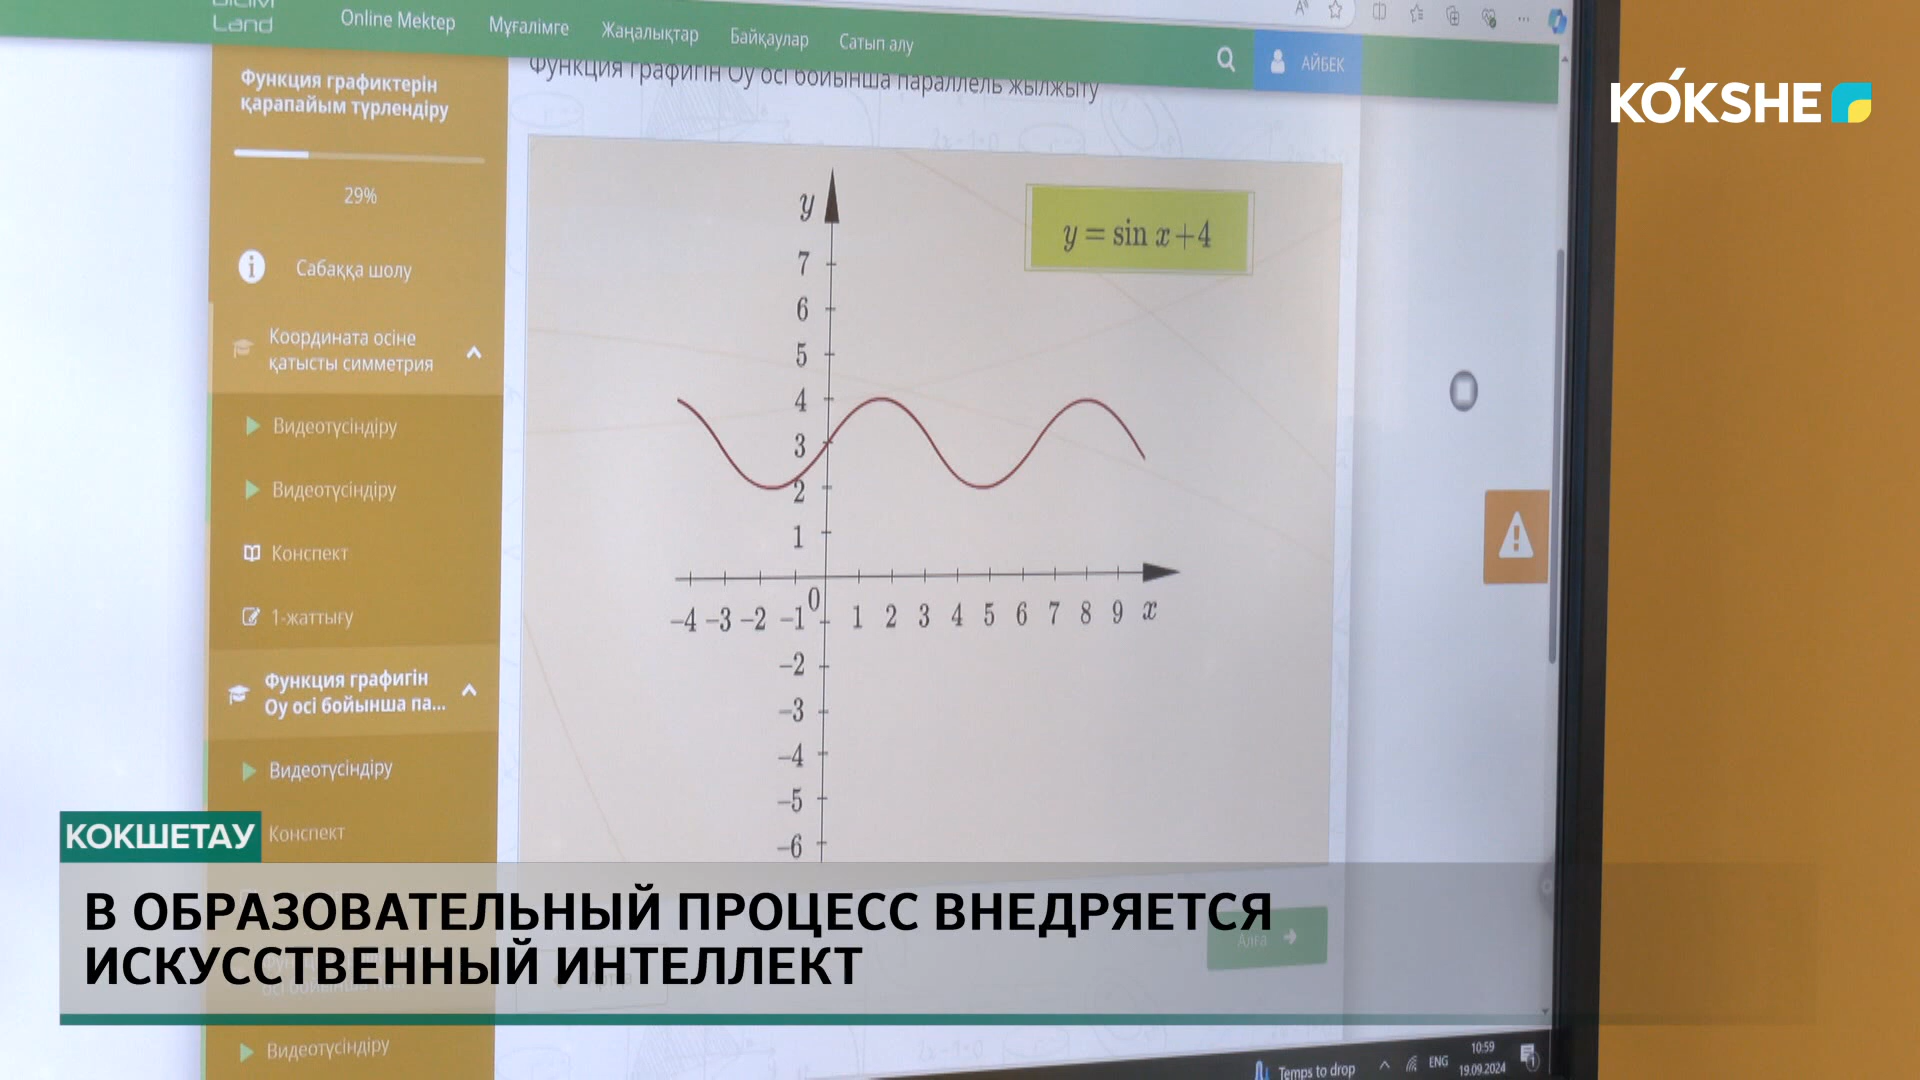 Land
Online Mektep
Мұғалімге
Жаңалықтар
Байқаулар
Сатып алу
АЙБЕК
KÓKSHE
Функция графиктерін
қарапайым түрлендіру
29%
Сабаққа шолу
Координата осіне
қатысты симметрия
Видеотүсіндіру
Видеотүсіндіру
Конспект
1-жаттығу
Функция графигін
Оу осі бойынша па...
Видеотүсіндіру
Конспект
Видеотүсіндіру
Функция графигін Оу осі бойынша параллель жылжыту
y = sin x+4
y
7
6
5
4
3
2
1
0
–4 –3 –2 –1 1 2 3 4 5 6 7 8 9 x
–2
–3
–4
–5
–6
Алға
КОКШЕТАУ
В ОБРАЗОВАТЕЛЬНЫЙ ПРОЦЕСС ВНЕДРЯЕТСЯ
ИСКУССТВЕННЫЙ ИНТЕЛЛЕКТ
Temps to drop
ENG
10:59
19.09.2024